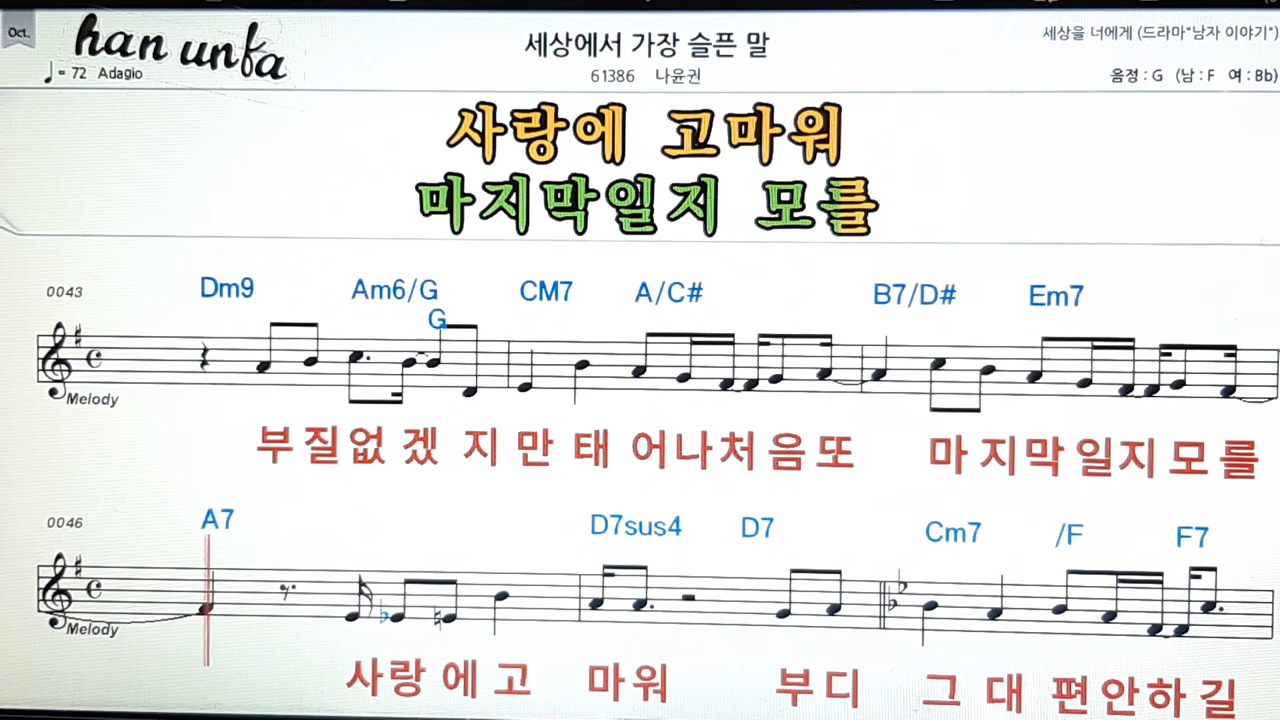 Oct.
han unfa
세상에서 가장 슬픈 말
세상을 너에게 (드라마"남자 이야기")
♩= 72 Adagio
61386 나윤권
음정 : G (남 : F 여 : Bb)
사랑에 고마워
마지막일지 모를
0043 Dm9 Am6/G G CM7 A/C# B7/D# Em7
Melody
부 질 없 겠 지 만 태 어 나 처 음 또 마 지 막 일 지 모 를
0046 A7 D7sus4 D7 Cm7 /F F7
Melody
사 랑 에 고 마 워 부 디 그 대 편 안 하 길